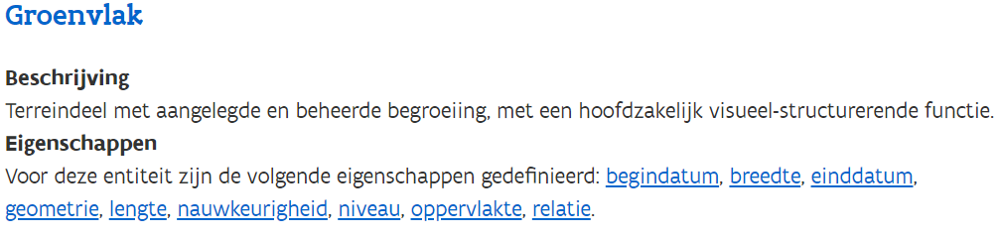 Groenvlak
Beschrijving
Terreindeel met aangelegde en beheerde begroeiing, met een hoofdzakelijk visueel-structurerende functie.
Eigenschappen
Voor deze entiteit zijn de volgende eigenschappen gedefinieerd: begindatum, breedte, einddatum,
geometrie, lengte, nauwkeurigheid, niveau, oppervlakte, relatie.